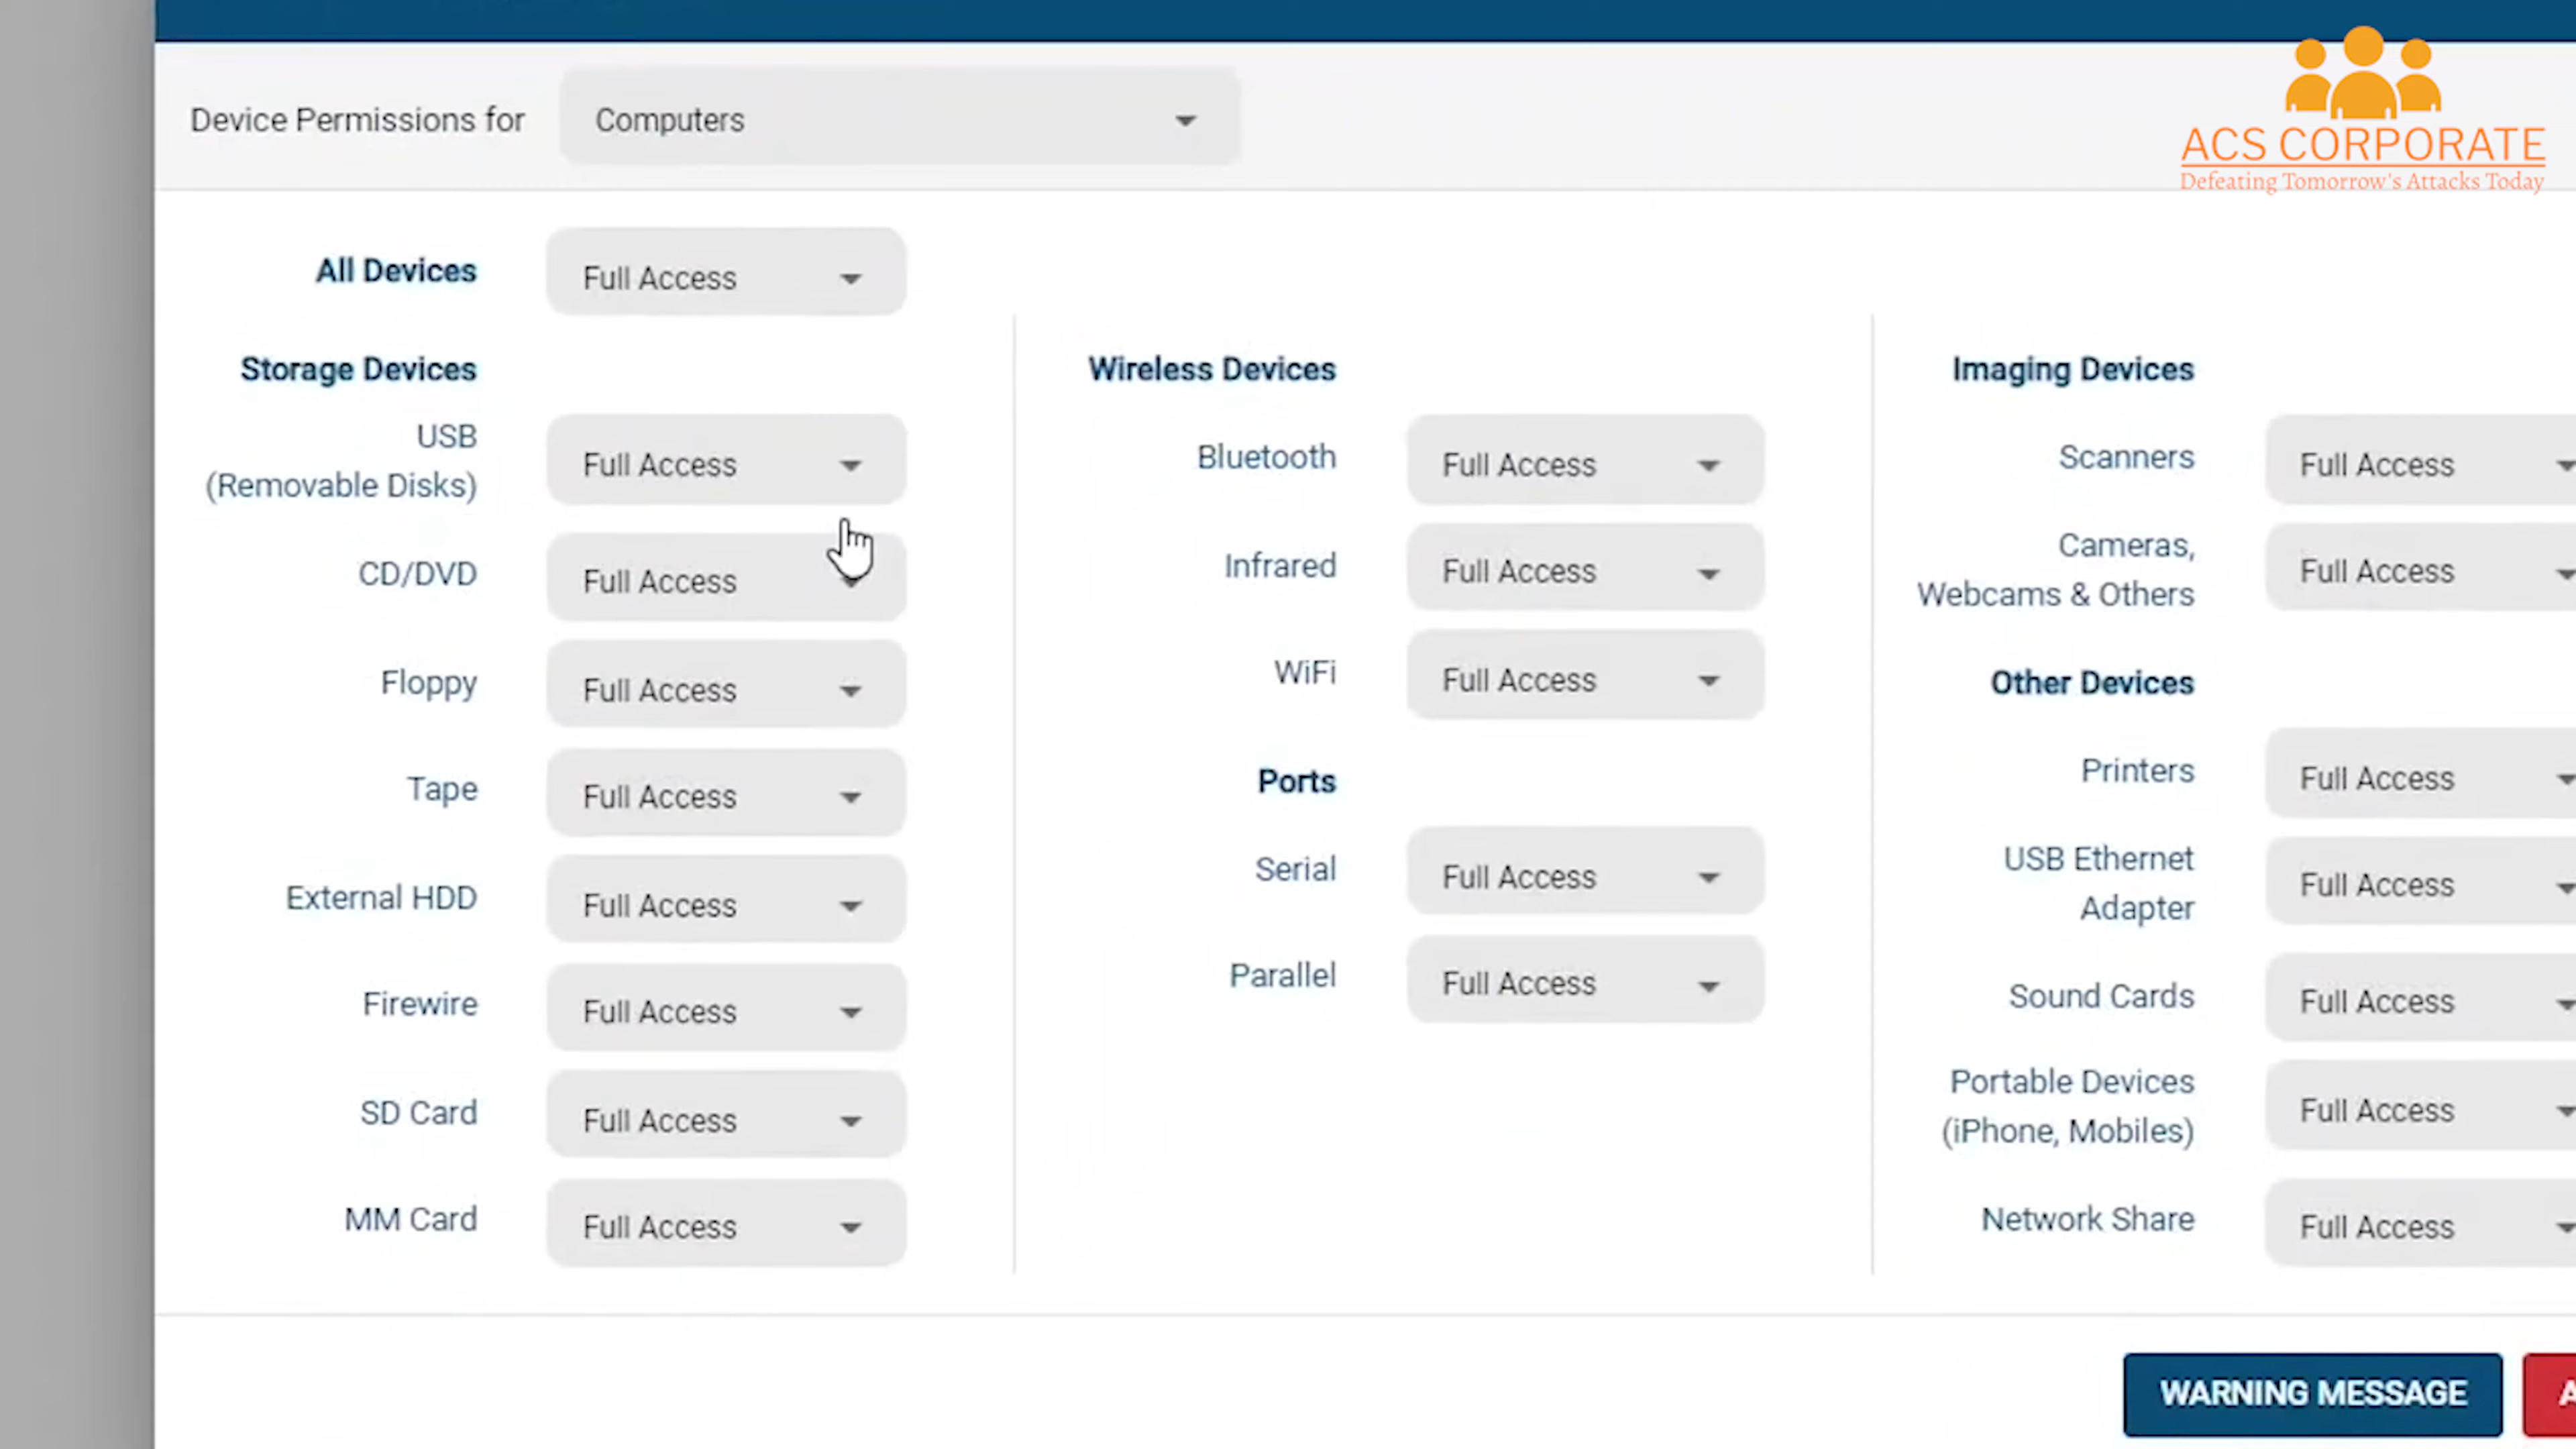 Device Permissions for
Computers
ACS CORPORATE
Defeating Tomorrow's Attacks Today
All Devices
Full Access
Storage Devices
USB
(Removable Disks)
Full Access
CD/DVD
Full Access
Floppy
Full Access
Tape
Full Access
External HDD
Full Access
Firewire
Full Access
SD Card
Full Access
MM Card
Full Access
Wireless Devices
Bluetooth
Full Access
Infrared
Full Access
WiFi
Full Access
Ports
Serial
Full Access
Parallel
Full Access
Imaging Devices
Scanners
Full Access
Cameras,
Webcams & Others
Full Access
Other Devices
Printers
Full Access
USB Ethernet
Adapter
Full Access
Sound Cards
Full Access
Portable Devices
(iPhone, Mobiles)
Full Access
Network Share
Full Access
WARNING MESSAGE